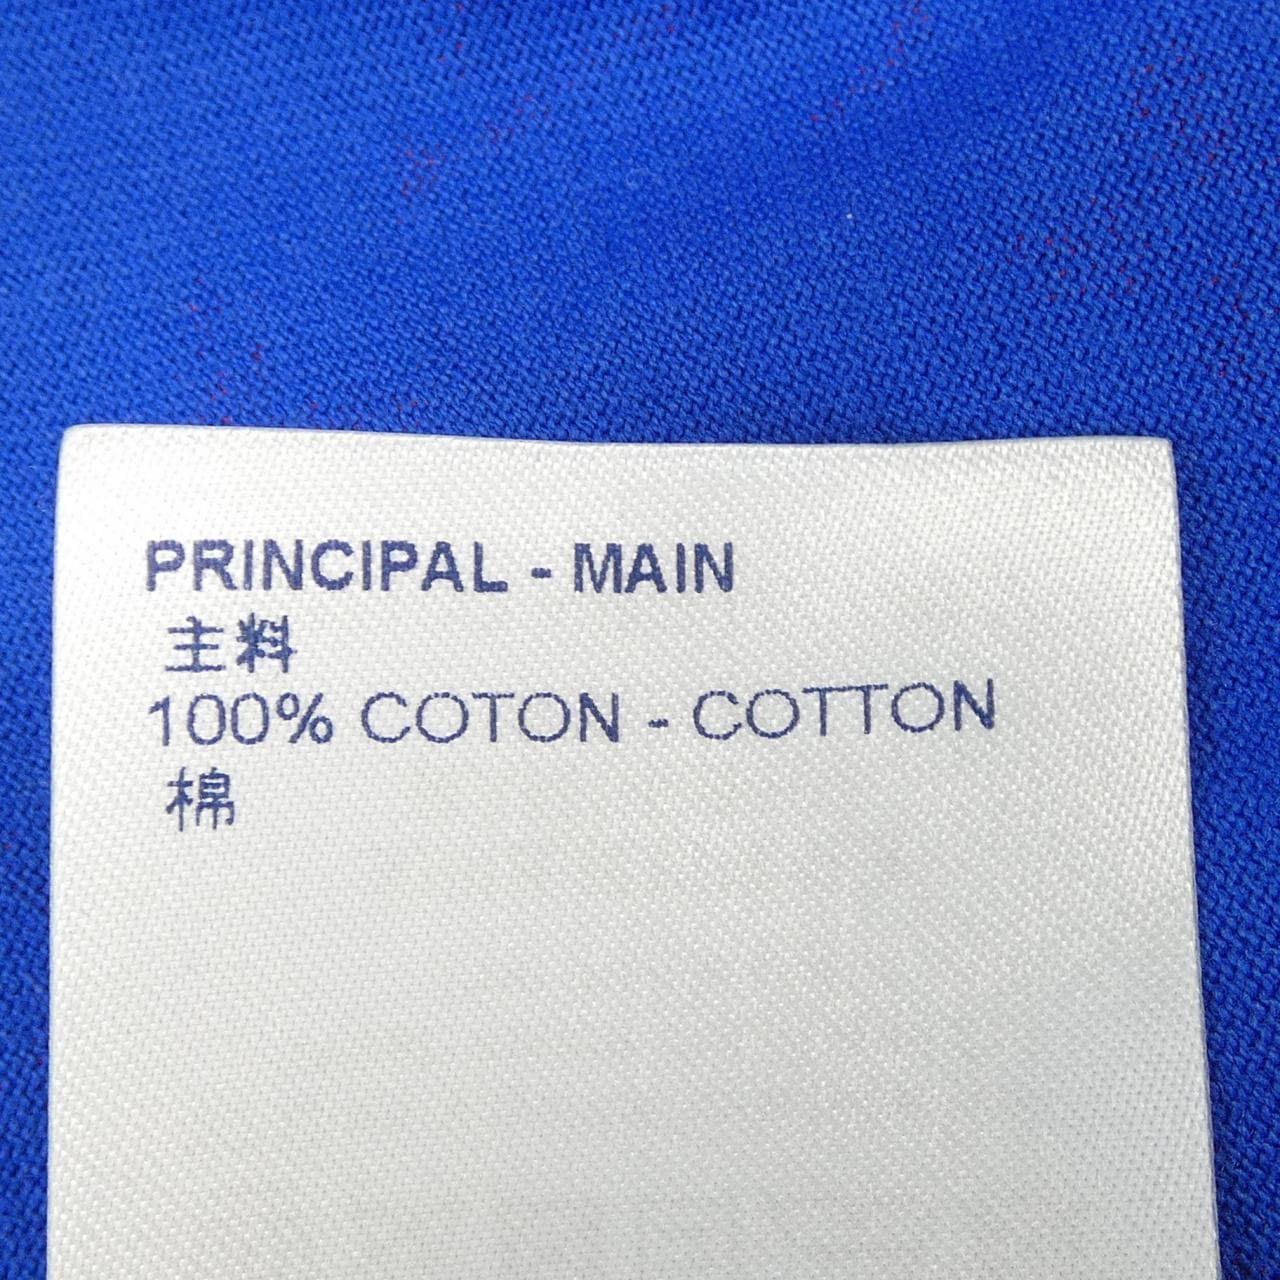 PRINCIPAL - MAIN
主料
100% COTON - COTTON
棉